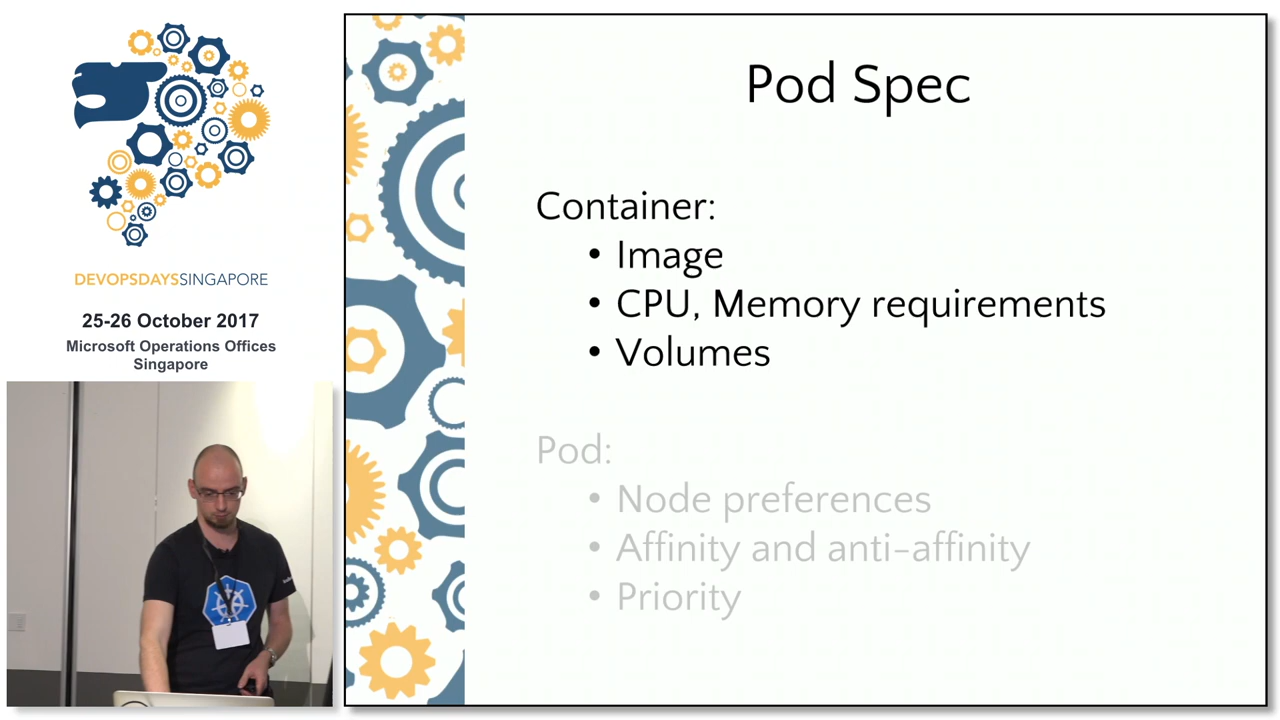 DEVOPSDAYSSINGAPORE
25-26 October 2017
Microsoft Operations Offices
Singapore
Pod Spec
Container:
• Image
• CPU, Memory requirements
• Volumes
Pod:
• Node preferences
• Affinity and anti-affinity
• Priority